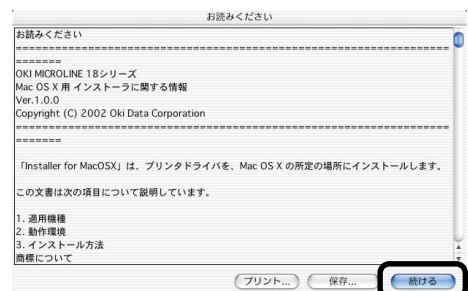 お読みください
お読みください
==========================================================
=======
OKI MICROLINE 18シリーズ
Mac OS X 用 インストーラに関する情報
Ver.1.0.0
Copyright (C) 2002 Oki Data Corporation
==========================================================
=======
「Installer for MacOSX」は、プリンタドライバを、Mac OS X の所定の場所にインストールします。
この文書は次の項目について説明しています。
1. 適用機種
2. 動作環境
3. インストール方法
商標について
プリント... 保存... 続ける